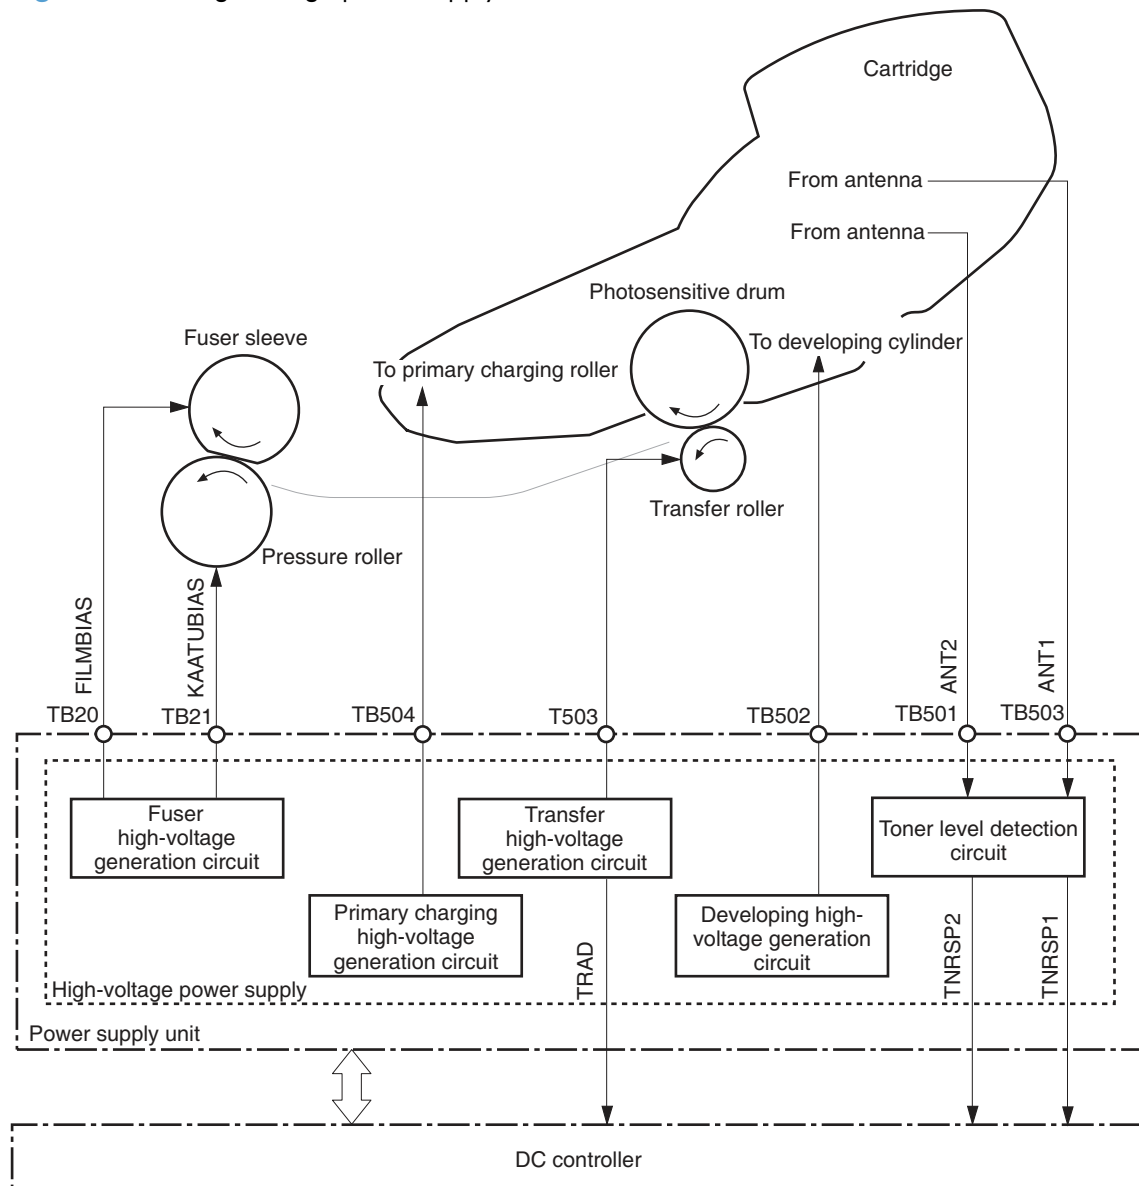 Cartridge
From antenna
From antenna
Photosensitive drum
Fuser sleeve
To developing cylinder
To primary charging roller
Transfer roller
Pressure roller
FILMBIAS
KAATUBIAS
ANT2
ANT1
TB20
TB21
TB504
T503
TB502
TB501
TB503
Fuser
high-voltage
generation circuit
Transfer
high-voltage
generation circuit
Toner level detection
circuit
Primary charging
high-voltage
generation circuit
Developing high-
voltage generation
circuit
TRAD
TNRSP2
TNRSP1
High-voltage power supply
Power supply unit
DC controller